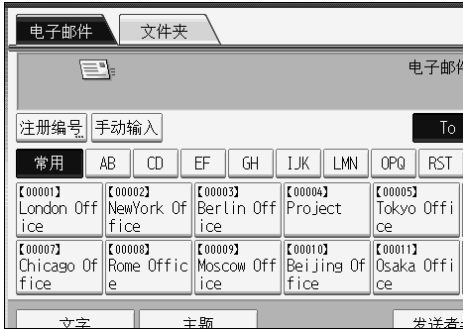 电子邮件 文件夹
电子邮件
注册编号 手动输入 To
常用 AB CD EF GH IJK LMN OPQ RST
【00001】 【00002】 【00003】 【00004】 【00005】
London Off NewYork Of Berlin Off Project Tokyo Offi
ice fice ice ce
【00007】 【00008】 【00009】 【00010】 【00011】
Chicago Of Rome Offic Moscow Off Beijing Of Osaka Offi
fice e ice fice ce
文字 主题 发送者